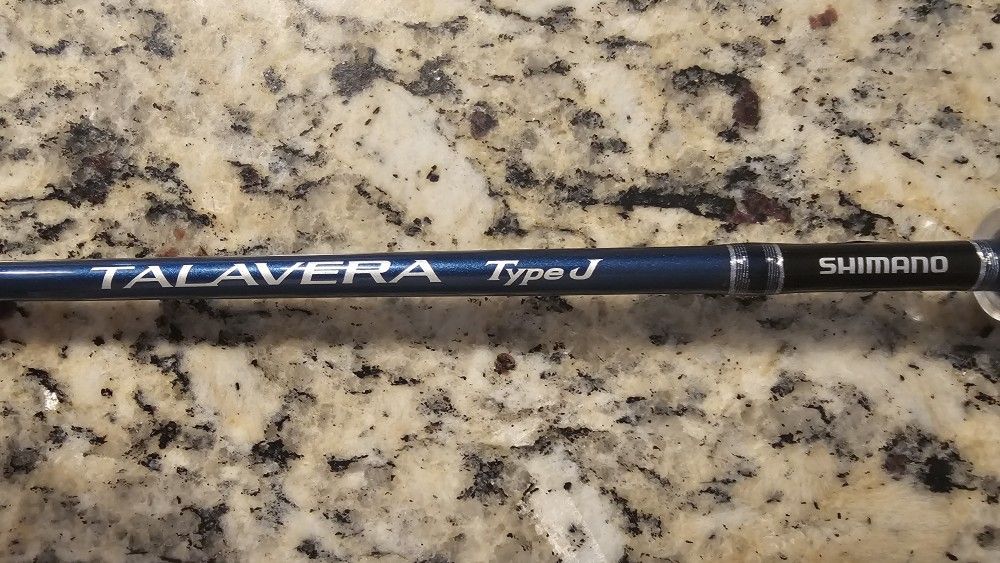 TALAVERA Type J SHIMANO